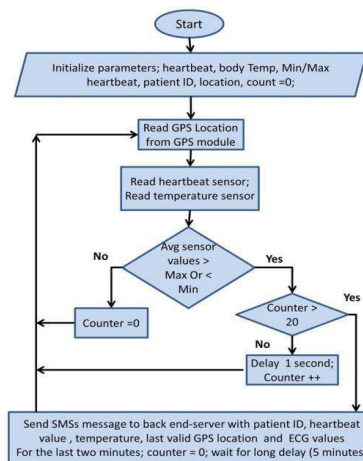 Start
Initialize parameters; heartbeat, body Temp, Min/Max
heartbeat, patient ID, location, count =0;
Read GPS Location
from GPS module
Read heartbeat sensor;
Read temperature sensor
Avg sensor
values >
Max Or <
Min
No
Yes
Counter =0
Counter >
20
Yes
No
Delay 1 second;
Counter ++
Send SMSs message to back end-server with patient ID, heartbeat
value , temperature, last valid GPS location and ECG values
For the last two minutes; counter = 0; wait for long delay (5 minutes